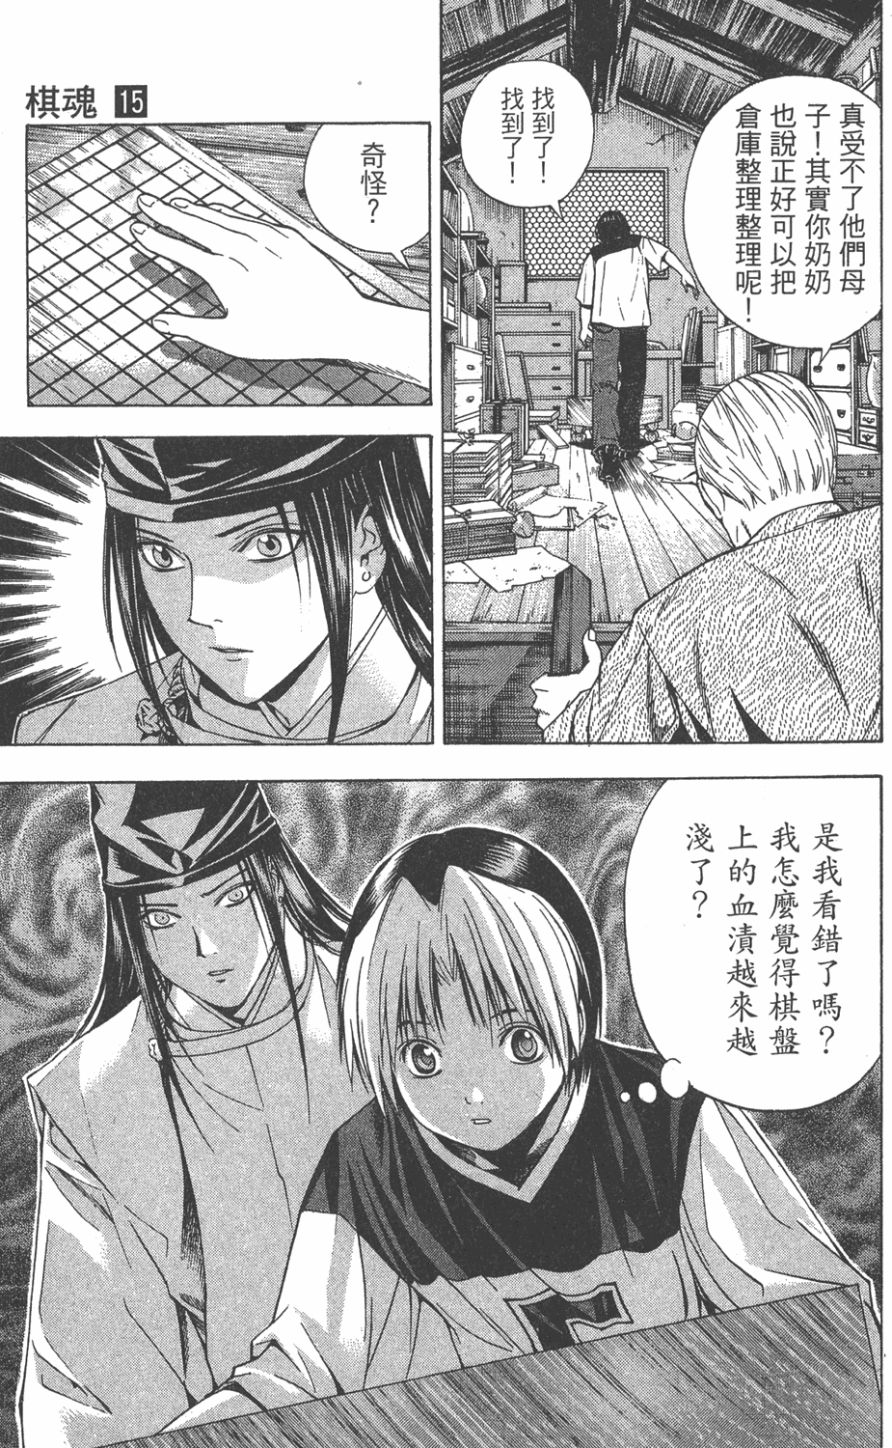 真受不了他們母
子！其實你奶奶
也說正好可以把
倉庫整理整理呢！
找到了！
找到了！
棋魂 15
奇怪？
是我看錯了嗎？
我怎麼覺得棋盤
上的血漬越來越
淺了？